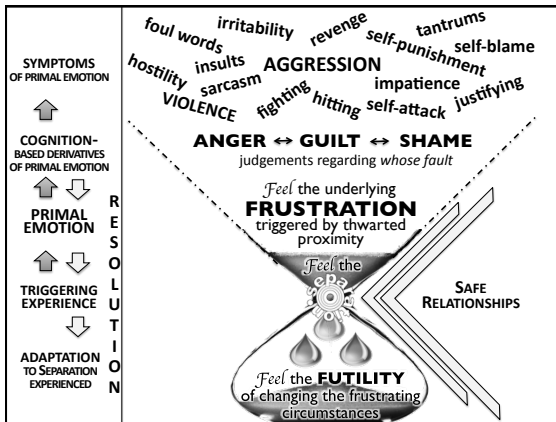 SYMPTOMS
OF PRIMAL EMOTION
COGNITION-
BASED DERIVATIVES
OF PRIMAL EMOTION
PRIMAL
EMOTION
TRIGGERING
EXPERIENCE
ADAPTATION
TO SEPARATION
EXPERIENCED
RESOLUTION
foul words
irritability
revenge
tantrums
self-punishment
self-blame
hostility
insults
sarcasm
AGGRESSION
impatience
justifying
VIOLENCE
fighting
hitting
self-attack
ANGER ↔ GUILT ↔ SHAME
judgements regarding whose fault
Feel the underlying
FRUSTRATION
triggered by thwarted
proximity
Feel the
SAFE
RELATIONSHIPS
Feel the FUTILITY
of changing the frustrating
circumstances